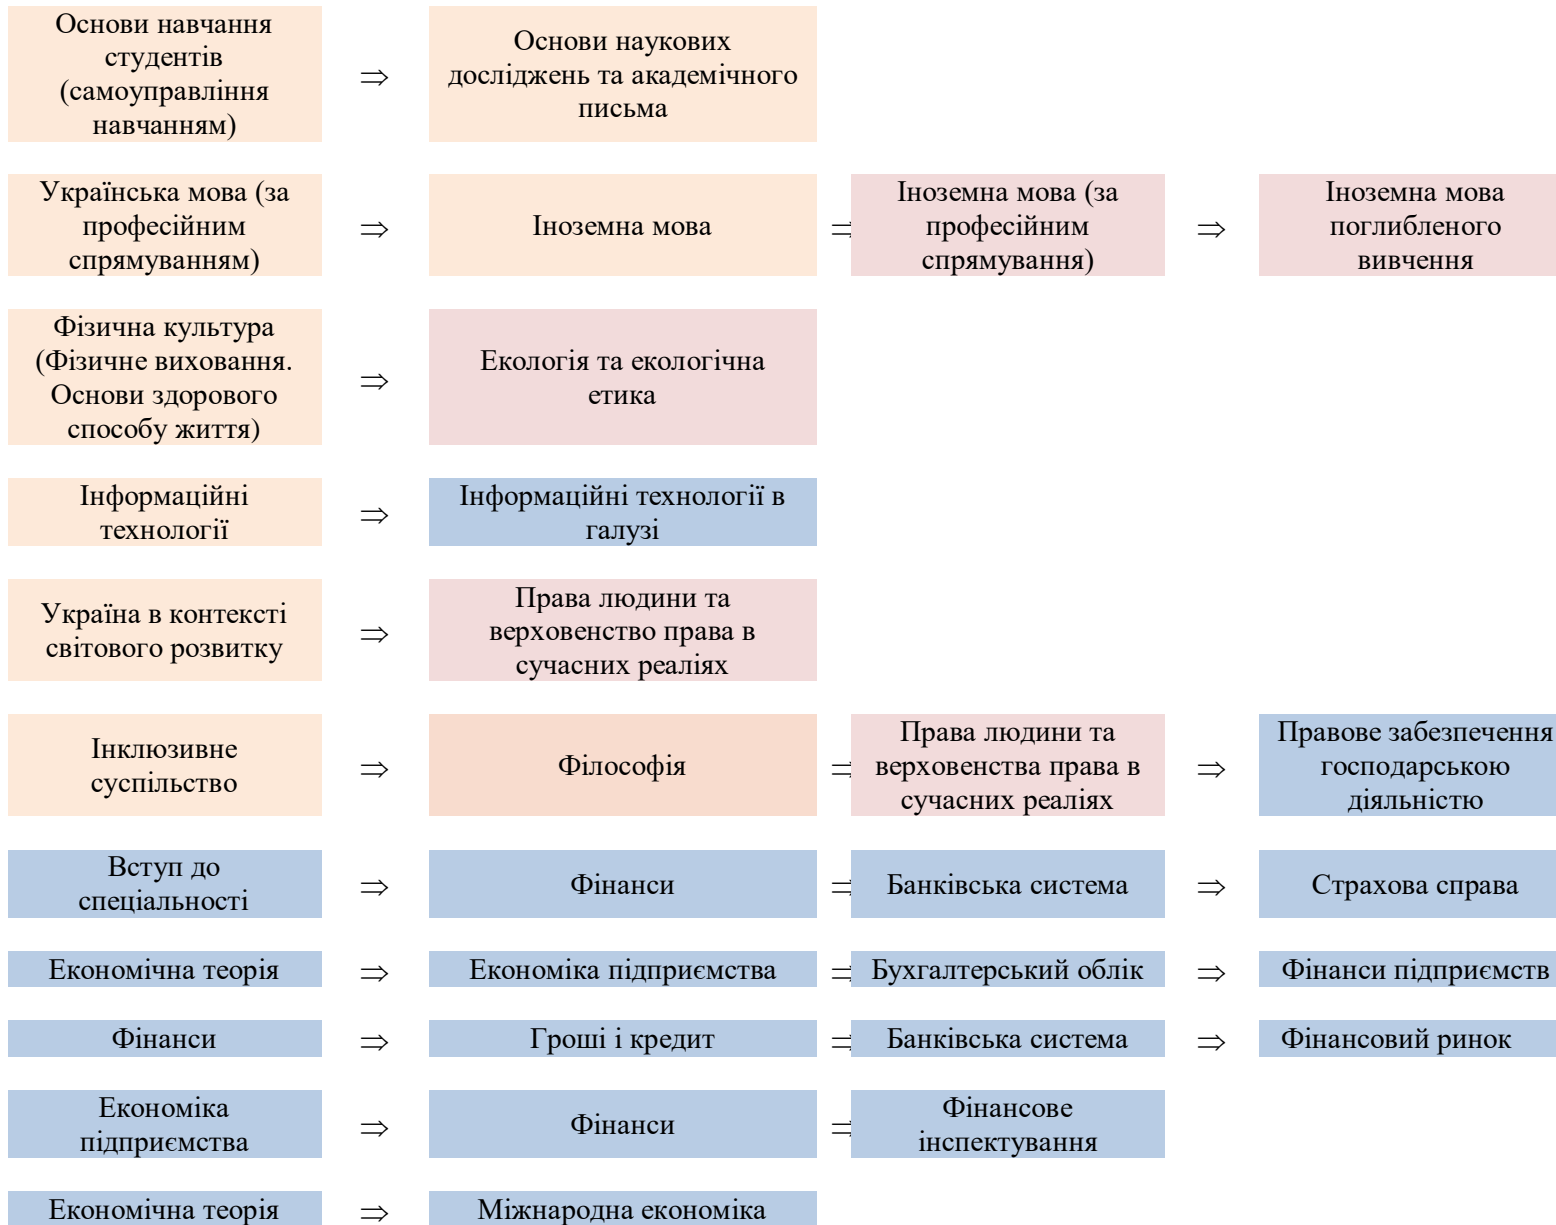 Основи навчання
студентів
(самоуправління
навчанням)
⇒
Основи наукових
досліджень та академічного
письма
Українська мова (за
професійним
спрямуванням)
⇒
Іноземна мова
⇒
Іноземна мова (за
професійним
спрямування)
⇒
Іноземна мова
поглибленого
вивчення
Фізична культура
(Фізичне виховання.
Основи здорового
способу життя)
⇒
Екологія та екологічна
етика
Інформаційні
технології
⇒
Інформаційні технології в
галузі
Україна в контексті
світового розвитку
⇒
Права людини та
верховенство права в
сучасних реаліях
Інклюзивне
суспільство
⇒
Філософія
⇒
Права людини та
верховенства права в
сучасних реаліях
⇒
Правове забезпечення
господарською
діяльністю
Вступ до
спеціальності
⇒
Фінанси
⇒
Банківська система
⇒
Страхова справа
Економічна теорія
⇒
Економіка підприємства
⇒
Бухгалтерський облік
⇒
Фінанси підприємств
Фінанси
⇒
Гроші і кредит
⇒
Банківська система
⇒
Фінансовий ринок
Економіка
підприємства
⇒
Фінанси
⇒
Фінансове
інспектування
Економічна теорія
⇒
Міжнародна економіка